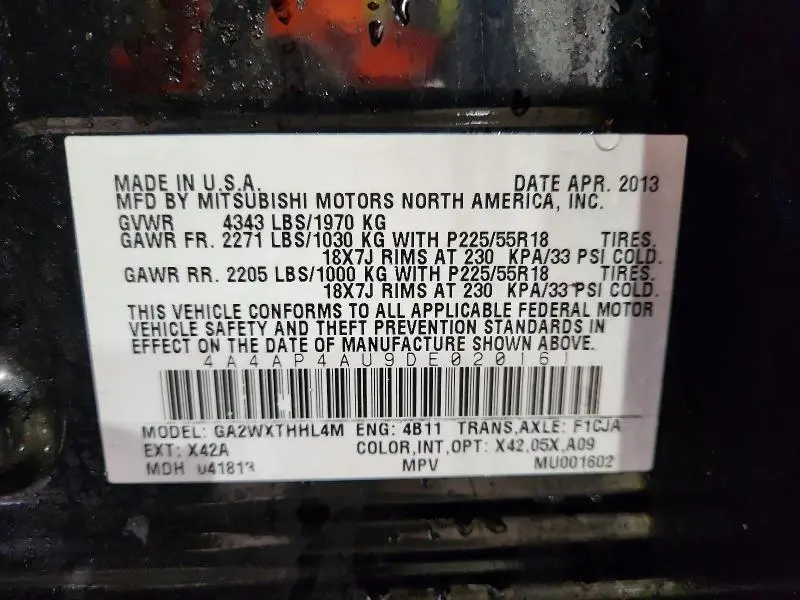 MADE IN U.S.A. DATE APR. 2013
MFD BY MITSUBISHI MOTORS NORTH AMERICA, INC.
GVWR 4343 LBS/1970 KG
GAWR FR. 2271 LBS/1030 KG WITH P225/55R18 TIRES.
18X7J RIMS AT 230 KPA/33 PSI COLD.
GAWR RR. 2205 LBS/1000 KG WITH P225/55R18 TIRES.
18X7J RIMS AT 230 KPA/33 PSI COLD.
THIS VEHICLE CONFORMS TO ALL APPLICABLE FEDERAL MOTOR
VEHICLE SAFETY AND THEFT PREVENTION STANDARDS IN
EFFECT ON THE DATE OF MANUFACTURE SHOWN ABOVE.
4A4AP4AU9DE020161
MODEL: GA2WXTHHL4M ENG: 4B11 TRANS,AXLE: F1CJA
EXT: X42A COLOR,INT,OPT: X42,05X,A09
MDH 041813 MPV MU001602